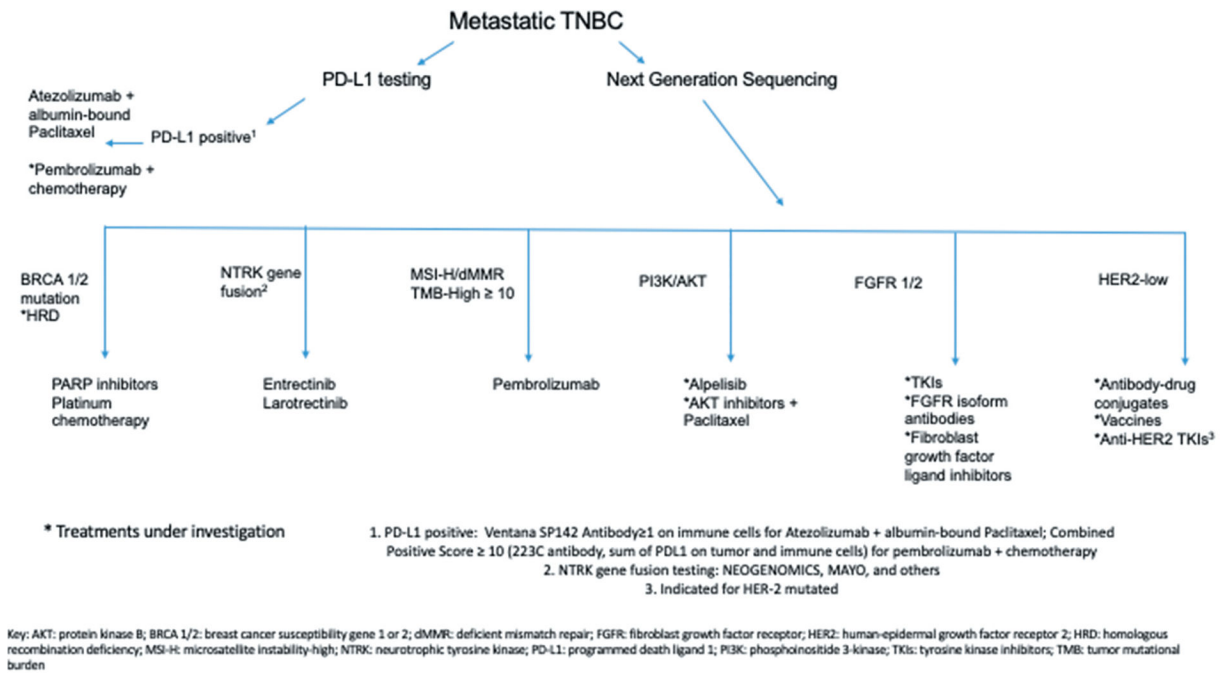 Metastatic TNBC
PD-L1 testing
Next Generation Sequencing
Atezolizumab +
albumin-bound
Paclitaxel
PD-L1 positive¹
*Pembrolizumab +
chemotherapy
BRCA 1/2
mutation
*HRD
NTRK gene
fusion²
MSI-H/dMMR
TMB-High ≥ 10
PI3K/AKT
FGFR 1/2
HER2-low
PARP inhibitors
Platinum
chemotherapy
Entrectinib
Larotrectinib
Pembrolizumab
*Alpelisib
*AKT inhibitors +
Paclitaxel
*TKIs
*FGFR isoform
antibodies
*Fibroblast
growth factor
ligand inhibitors
*Antibody-drug
conjugates
*Vaccines
*Anti-HER2 TKIs³
* Treatments under investigation
1. PD-L1 positive: Ventana SP142 Antibody≥1 on immune cells for Atezolizumab + albumin-bound Paclitaxel; Combined
Positive Score ≥ 10 (223C antibody, sum of PDL1 on tumor and immune cells) for pembrolizumab + chemotherapy
2. NTRK gene fusion testing: NEOGENOMICS, MAYO, and others
3. Indicated for HER-2 mutated
Key: AKT: protein kinase B; BRCA 1/2: breast cancer susceptibility gene 1 or 2; dMMR: deficient mismatch repair; FGFR: fibroblast growth factor receptor; HER2: human-epidermal growth factor receptor 2; HRD: homologous
recombination deficiency; MSI-H: microsatellite instability-high; NTRK: neurotrophic tyrosine kinase; PD-L1: programmed death ligand 1; PI3K: phosphoinositide 3-kinase; TKIs: tyrosine kinase inhibitors; TMB: tumor mutational
burden